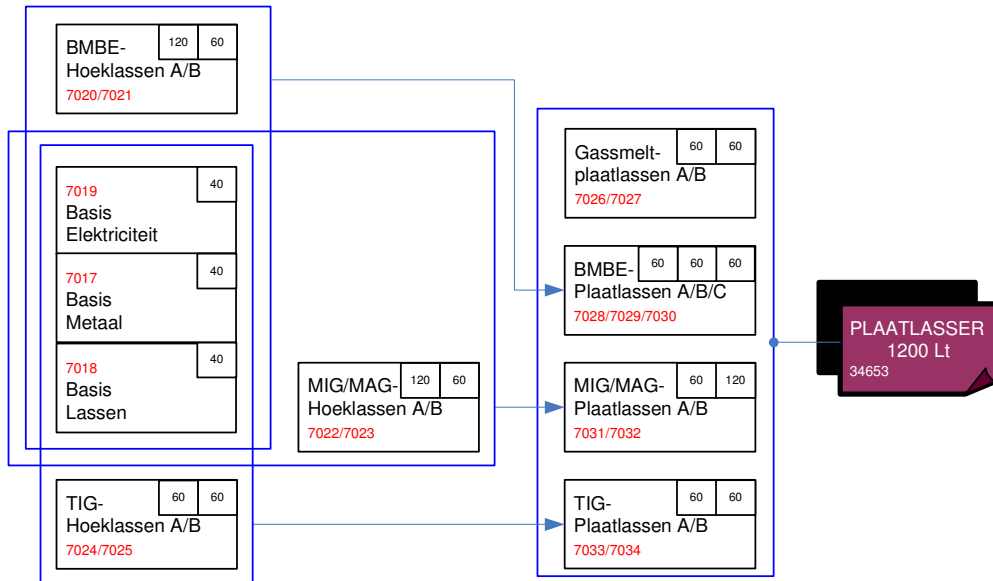 BMBE-
120
60
Hoeklassen A/B
7020/7021
7019
40
Basis
Elektriciteit
7017
40
Basis
Metaal
7018
40
Basis
Lassen
MIG/MAG-
120
60
Hoeklassen A/B
7022/7023
TIG-
60
60
Hoeklassen A/B
7024/7025
Gassmelt-
60
60
plaatlassen A/B
7026/7027
BMBE-
60
60
60
Plaatlassen A/B/C
7028/7029/7030
MIG/MAG-
60
120
Plaatlassen A/B
7031/7032
TIG-
60
60
Plaatlassen A/B
7033/7034
PLAATLASSER
1200 Lt
34653